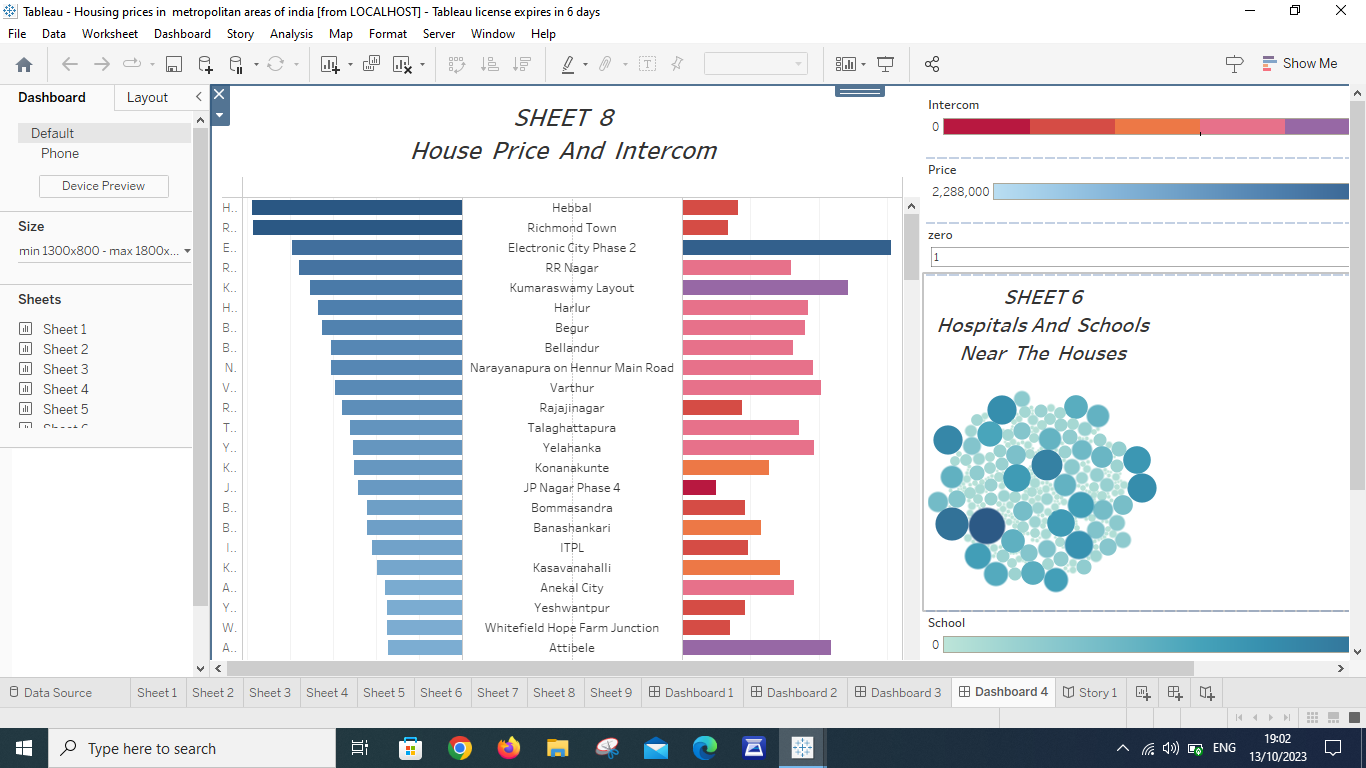 Tableau - Housing prices in  metropolitan areas of india [from LOCALHOST] - Tableau license expires in 6 days
File Data Worksheet Dashboard Story Analysis Map Format Server Window Help
Show Me
Dashboard Layout
Default
Phone
Device Preview
Size
min 1300x800 - max 1800x...
Sheets
Sheet 1
Sheet 2
Sheet 3
Sheet 4
Sheet 5
SHEET 8
House Price And Intercom
H.. Hebbal
R.. Richmond Town
E.. Electronic City Phase 2
R.. RR Nagar
K.. Kumaraswamy Layout
H.. Harlur
B.. Begur
B.. Bellandur
N. Narayanapura on Hennur Main Road
V.. Varthur
R.. Rajajinagar
T.. Talaghattapura
Y.. Yelahanka
K.. Konanakunte
J.. JP Nagar Phase 4
B.. Bommasandra
B.. Banashankari
I.. ITPL
K.. Kasavanahalli
A.. Anekal City
Y.. Yeshwantpur
W. Whitefield Hope Farm Junction
A.. Attibele
Intercom
0
Price
2,288,000
zero
1
SHEET 6
Hospitals And Schools
Near The Houses
School
0
Data Source Sheet 1 Sheet 2 Sheet 3 Sheet 4 Sheet 5 Sheet 6 Sheet 7 Sheet 8 Sheet 9 Dashboard 1 Dashboard 2 Dashboard 3 Dashboard 4 Story 1
Type here to search
ENG
19:02
13/10/2023